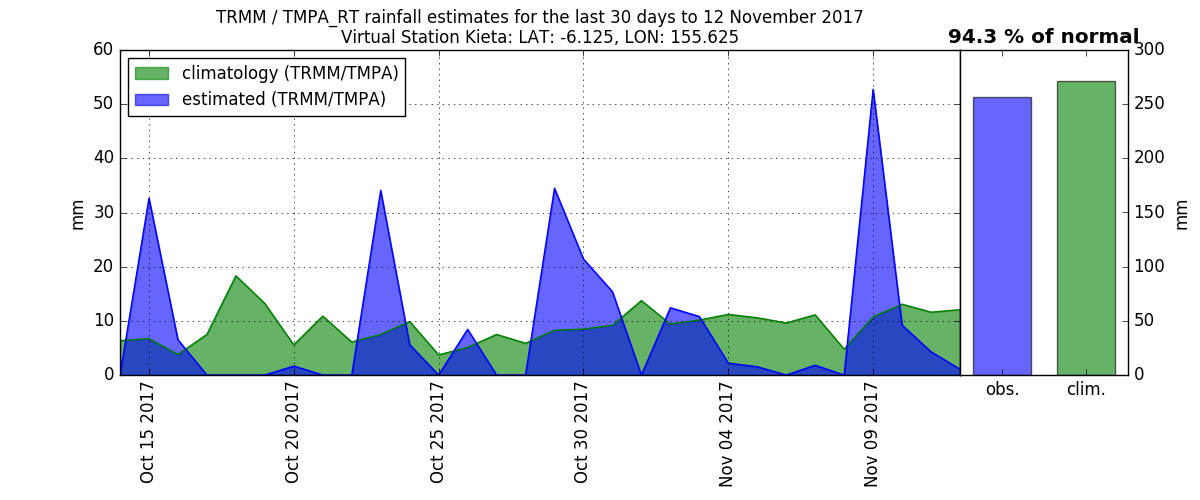 TRMM / TMPA_RT rainfall estimates for the last 30 days to 12 November 2017
Virtual Station Kieta: LAT: -6.125, LON: 155.625
94.3 % of normal
climatology (TRMM/TMPA)
estimated (TRMM/TMPA)
60
50
40
30
20
10
0
mm
Oct 15 2017
Oct 20 2017
Oct 25 2017
Oct 30 2017
Nov 04 2017
Nov 09 2017
obs.
clim.
300
250
200
150
100
50
0
mm